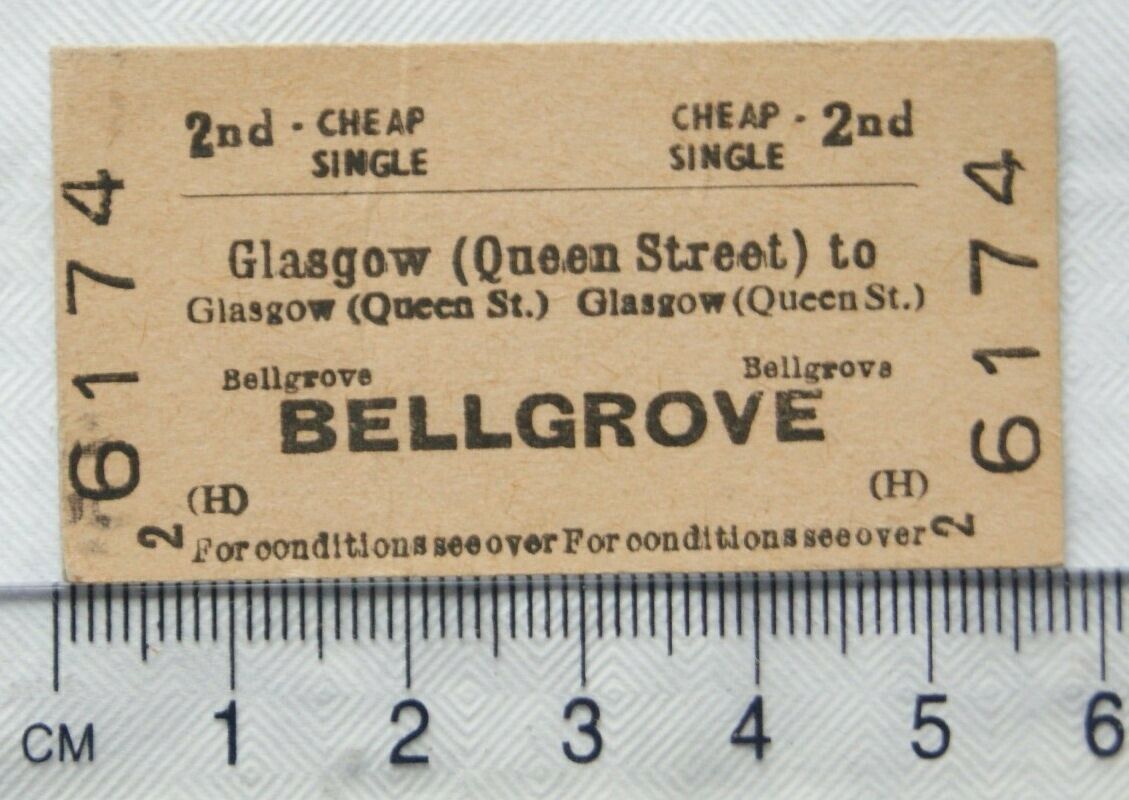 2nd · CHEAP SINGLE CHEAP SINGLE · 2nd
Glasgow (Queen Street) to
Glasgow (Queen St.) Glasgow (Queen St.)
Bellgrove Bellgrove
BELLGROVE
(H) (H)
For conditions see over For conditions see over
6174
6174
2 2
CM 1 2 3 4 5 6